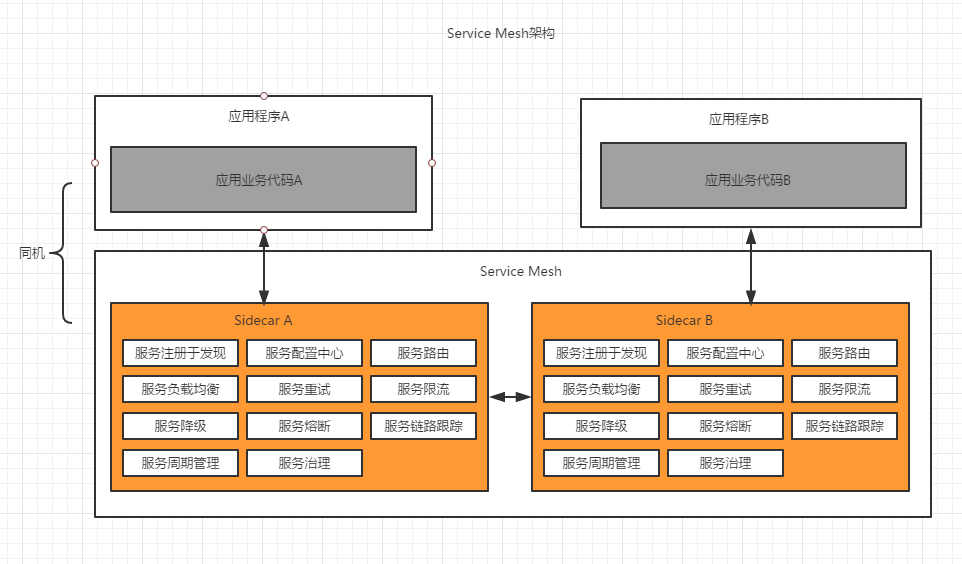 Service Mesh架构
应用程序A
应用程序B
应用业务代码A
应用业务代码B
同机
Service Mesh
Sidecar A
服务注册于发现
服务配置中心
服务路由
服务负载均衡
服务重试
服务限流
服务降级
服务熔断
服务链路跟踪
服务周期管理
服务治理
Sidecar B
服务注册于发现
服务配置中心
服务路由
服务负载均衡
服务重试
服务限流
服务降级
服务熔断
服务链路跟踪
服务周期管理
服务治理